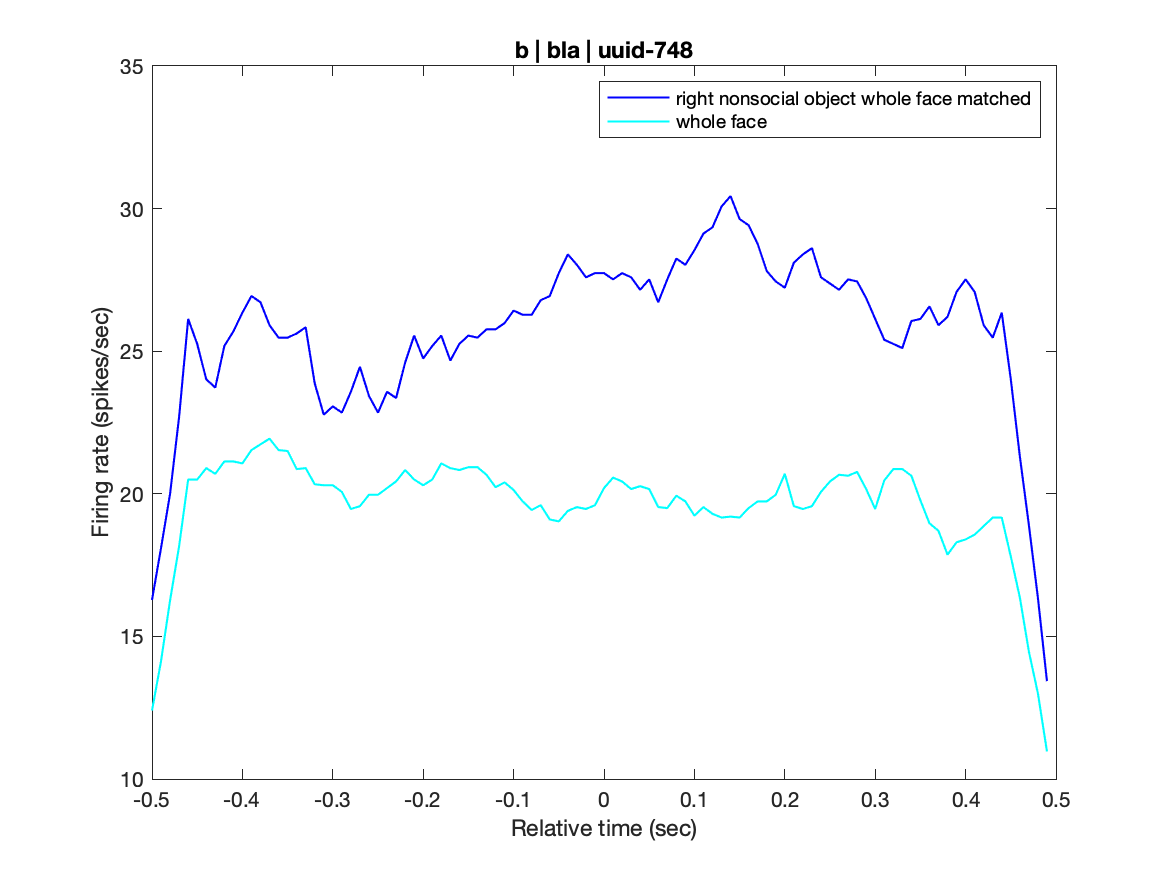 b | bla | uuid-748
right nonsocial object whole face matched
whole face
Firing rate (spikes/sec)
35
30
25
20
15
10
-0.5 -0.4 -0.3 -0.2 -0.1 0 0.1 0.2 0.3 0.4 0.5
Relative time (sec)